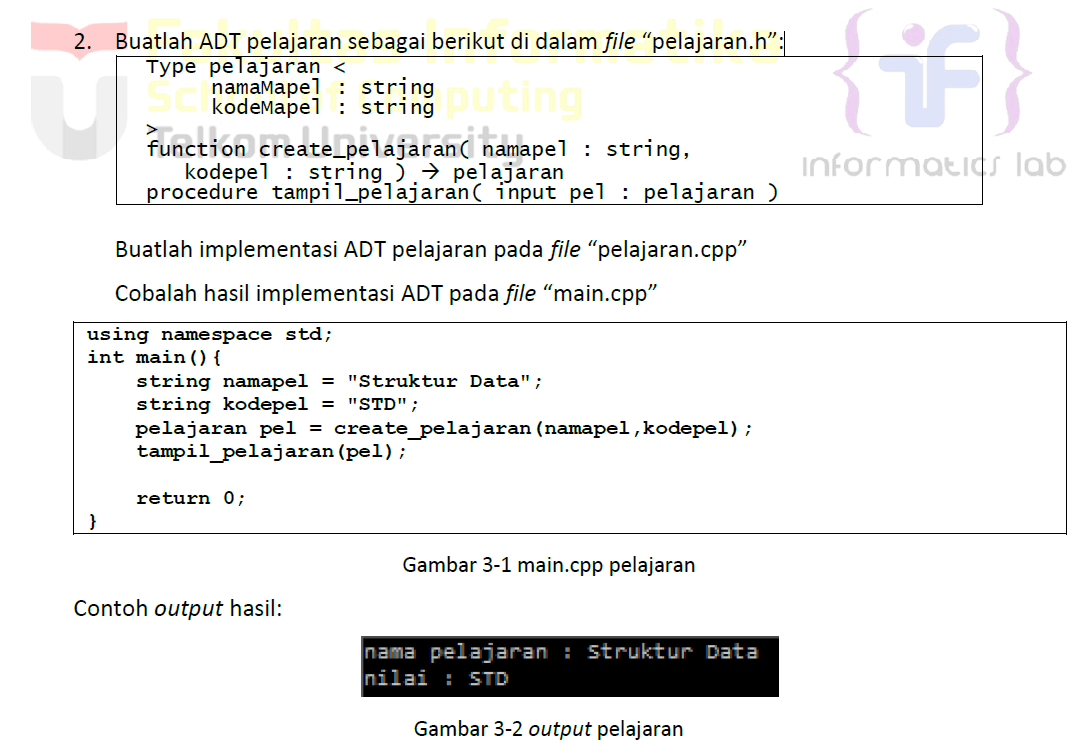 Fakultas Informatika
School of Computing
Telkom University
informatics lab
2. Buatlah ADT pelajaran sebagai berikut di dalam file “pelajaran.h”:
Type pelajaran <
namaMapel : string
kodeMapel : string
>
function create_pelajaran( namapel : string,
kodepel : string ) → pelajaran
procedure tampil_pelajaran( input pel : pelajaran )
Buatlah implementasi ADT pelajaran pada file “pelajaran.cpp”
Cobalah hasil implementasi ADT pada file “main.cpp”
using namespace std;
int main(){
string namapel = "Struktur Data";
string kodepel = "STD";
pelajaran pel = create_pelajaran(namapel,kodepel);
tampil_pelajaran(pel);
return 0;
}
Gambar 3-1 main.cpp pelajaran
Contoh output hasil:
nama pelajaran : Struktur Data
nilai : STD
Gambar 3-2 output pelajaran